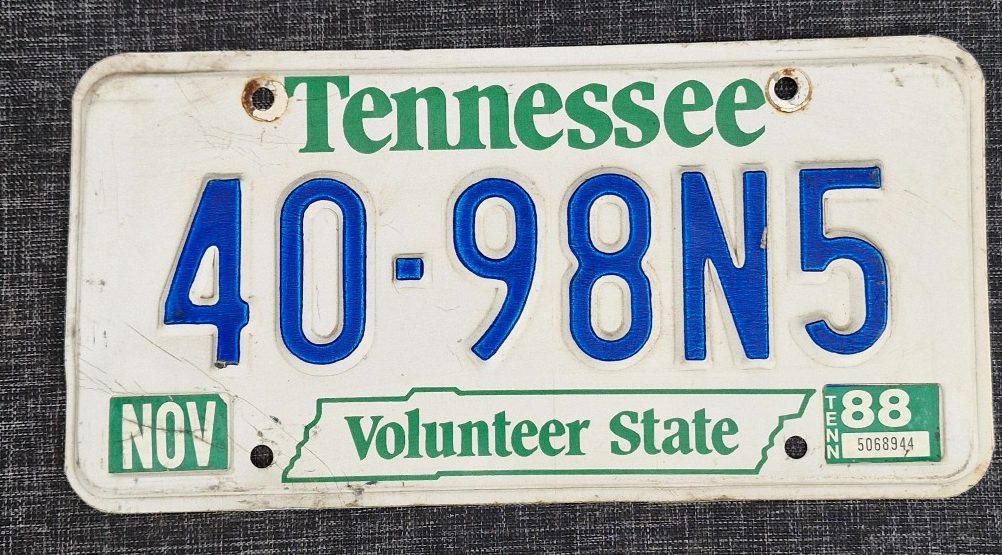 Tennessee
40-98N5
NOV
Volunteer State
TENN
88
5068944